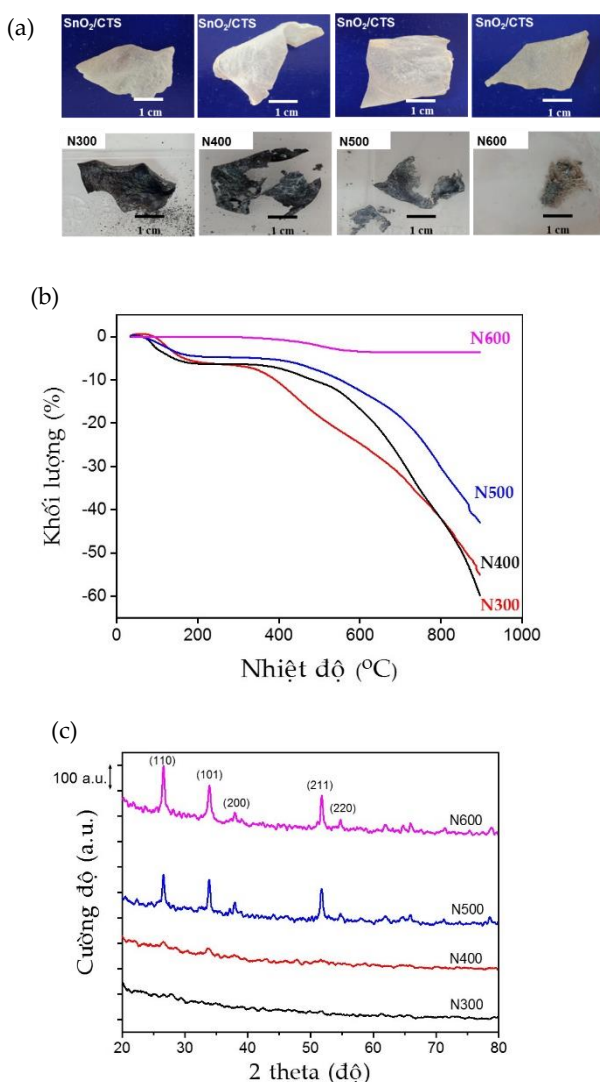 (a)
SnO2/CTS SnO2/CTS SnO2/CTS SnO2/CTS
1 cm 1 cm 1 cm 1 cm
N300 N400 N500 N600
1 cm 1 cm 1 cm 1 cm
(b)
0
-10
-20
-30
-40
-50
-60
Khối lượng (%)
N600
N500
N400
N300
0 200 400 600 800 1000
Nhiệt độ (⁰C)
(c)
100 a.u.
Cường độ (a.u.)
(110) (101) (200) (211) (220)
N600
N500
N400
N300
20 30 40 50 60 70 80
2 theta (độ)